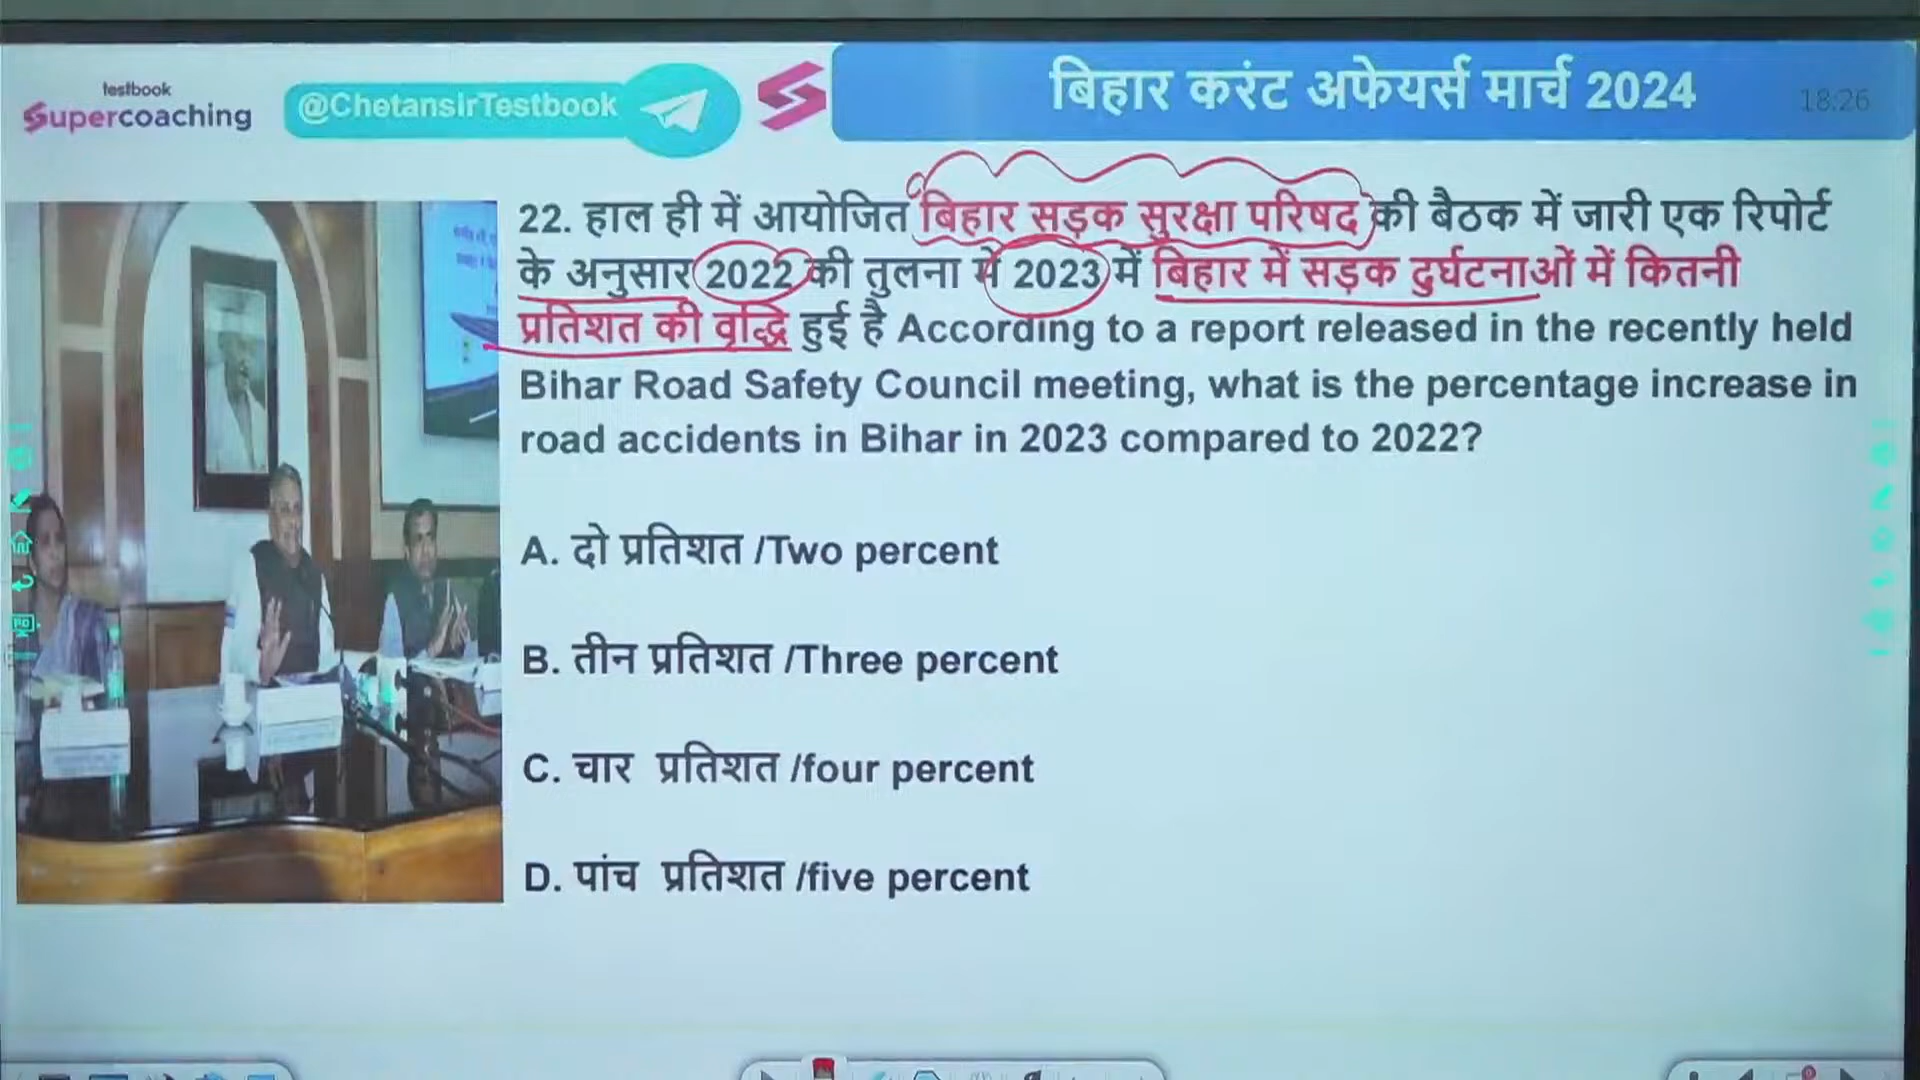 testbook
Supercoaching
@ChetansirTestbook
बिहार करंट अफेयर्स मार्च 2024
18:26
22. हाल ही में आयोजित बिहार सड़क सुरक्षा परिषद की बैठक में जारी एक रिपोर्ट
के अनुसार 2022 की तुलना में 2023 में बिहार में सड़क दुर्घटनाओं में कितनी
प्रतिशत की वृद्धि हुई है According to a report released in the recently held
Bihar Road Safety Council meeting, what is the percentage increase in
road accidents in Bihar in 2023 compared to 2022?
A. दो प्रतिशत /Two percent
B. तीन प्रतिशत /Three percent
C. चार प्रतिशत /four percent
D. पांच प्रतिशत /five percent